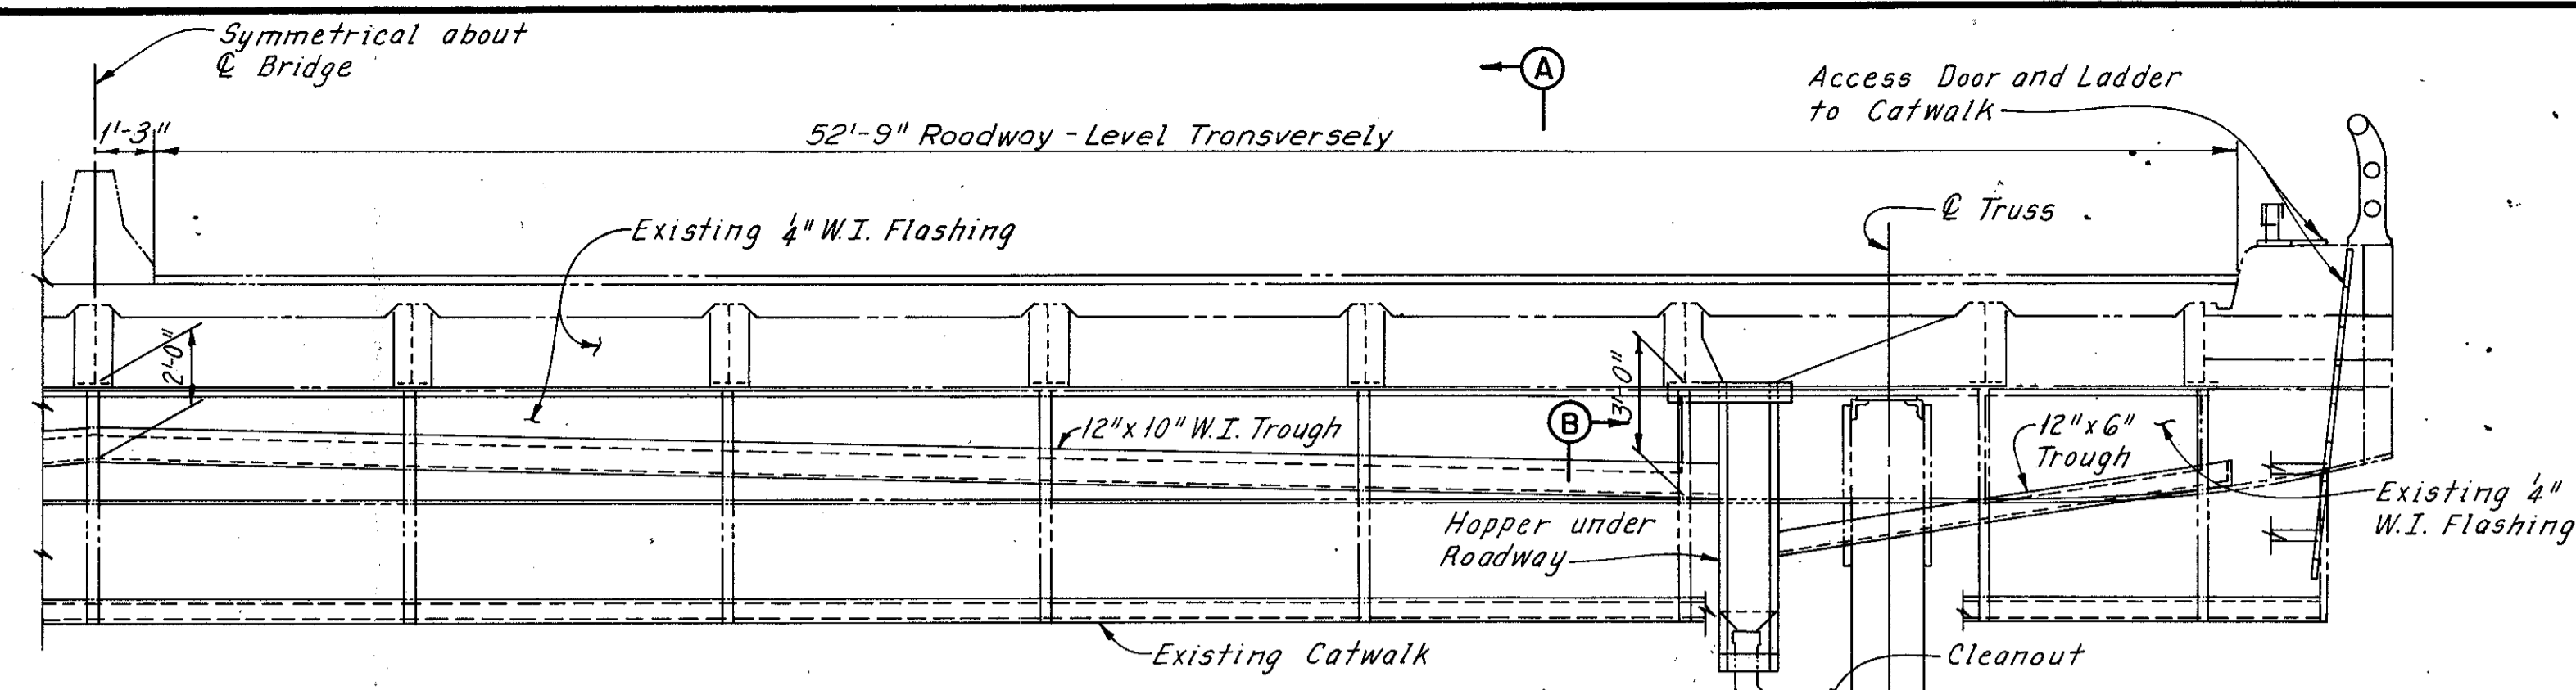 Symmetrical about
℄ Bridge
A
Access Door and Ladder
to Catwalk
1'-3"
52'-9" Roadway - Level Transversely
℄ Truss
Existing 1/4" W.I. Flashing
2'-0"
3'-0"
B
12"x 10" W.I. Trough
12"x 6"
Trough
Existing 1/4"
W.I. Flashing
Hopper under
Roadway
Existing Catwalk
Cleanout